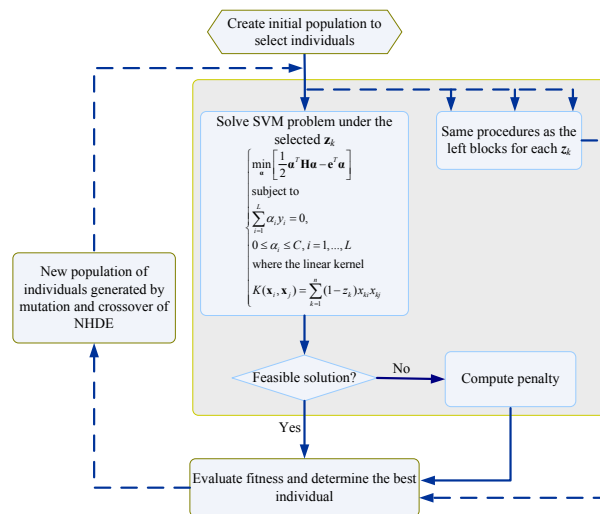 Create initial population to
select individuals
Solve SVM problem under the
selected z_k
min_α [1/2 α^T Hα − e^T α]
subject to
∑_{i=1}^{L} α_i y_i = 0,
0 ≤ α_i ≤ C, i = 1,..., L
where the linear kernel
K(x_i, x_j) = ∑_{k=1}^{n} (1 − z_k) x_{ki} x_{kj}
Same procedures as the
left blocks for each z_k
New population of
individuals generated by
mutation and crossover of
NHDE
Feasible solution?
No
Compute penalty
Yes
Evaluate fitness and determine the best
individual